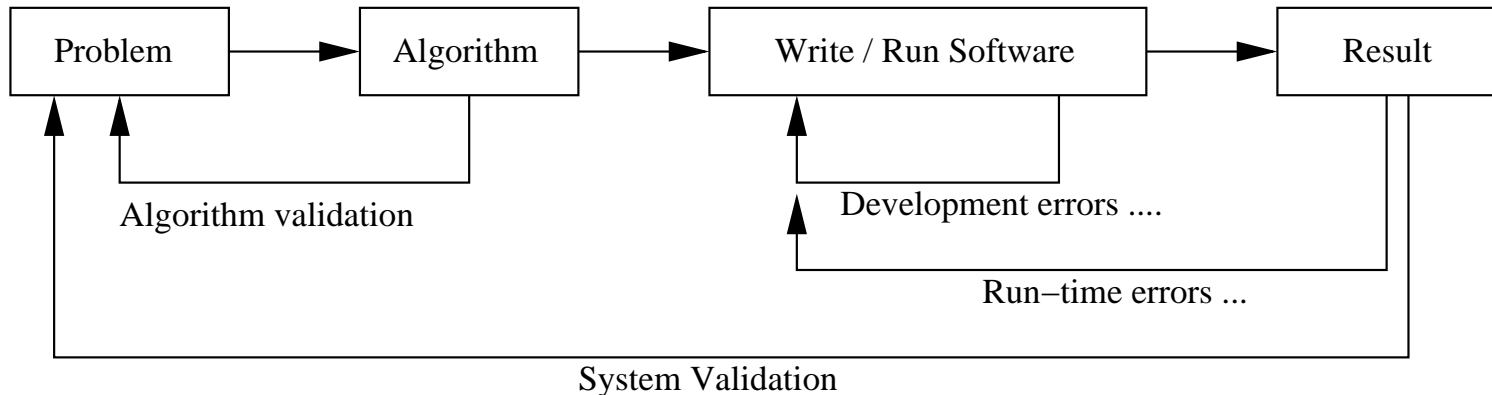 Problem
Algorithm
Write / Run Software
Result
Algorithm validation
Development errors ....
Run−time errors ...
System Validation